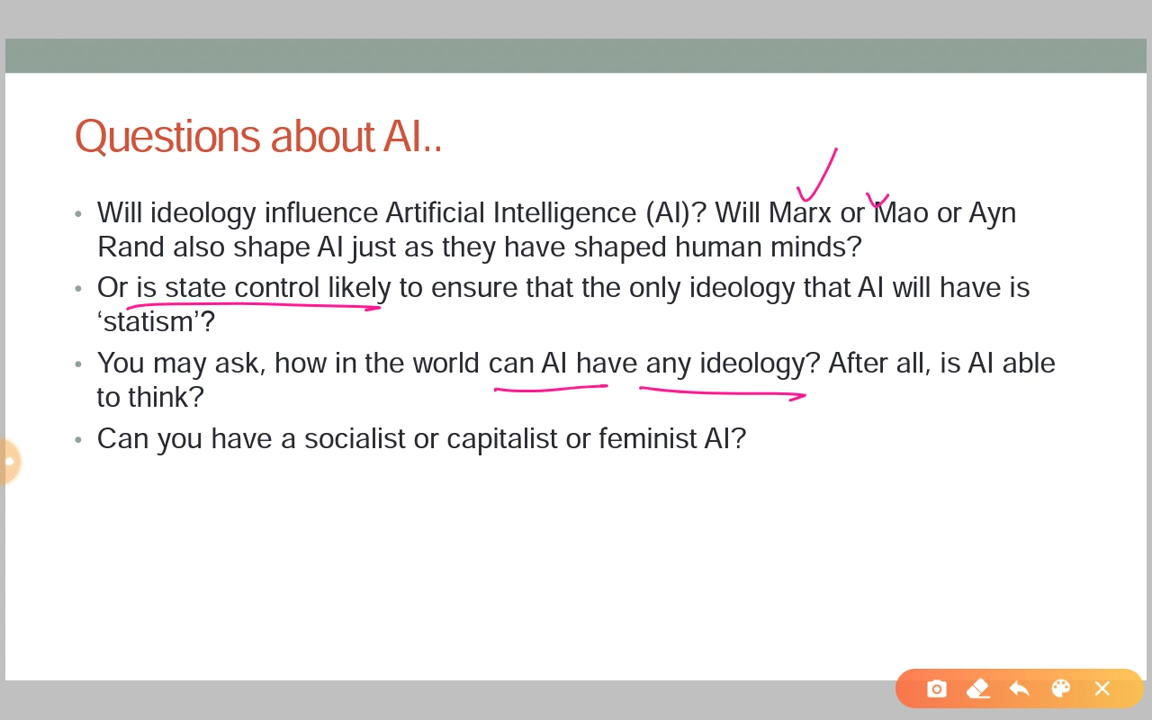 Questions about AI..
• Will ideology influence Artificial Intelligence (AI)? Will Marx or Mao or Ayn
Rand also shape AI just as they have shaped human minds?
• Or is state control likely to ensure that the only ideology that AI will have is
‘statism’?
• You may ask, how in the world can AI have any ideology? After all, is AI able
to think?
• Can you have a socialist or capitalist or feminist AI?